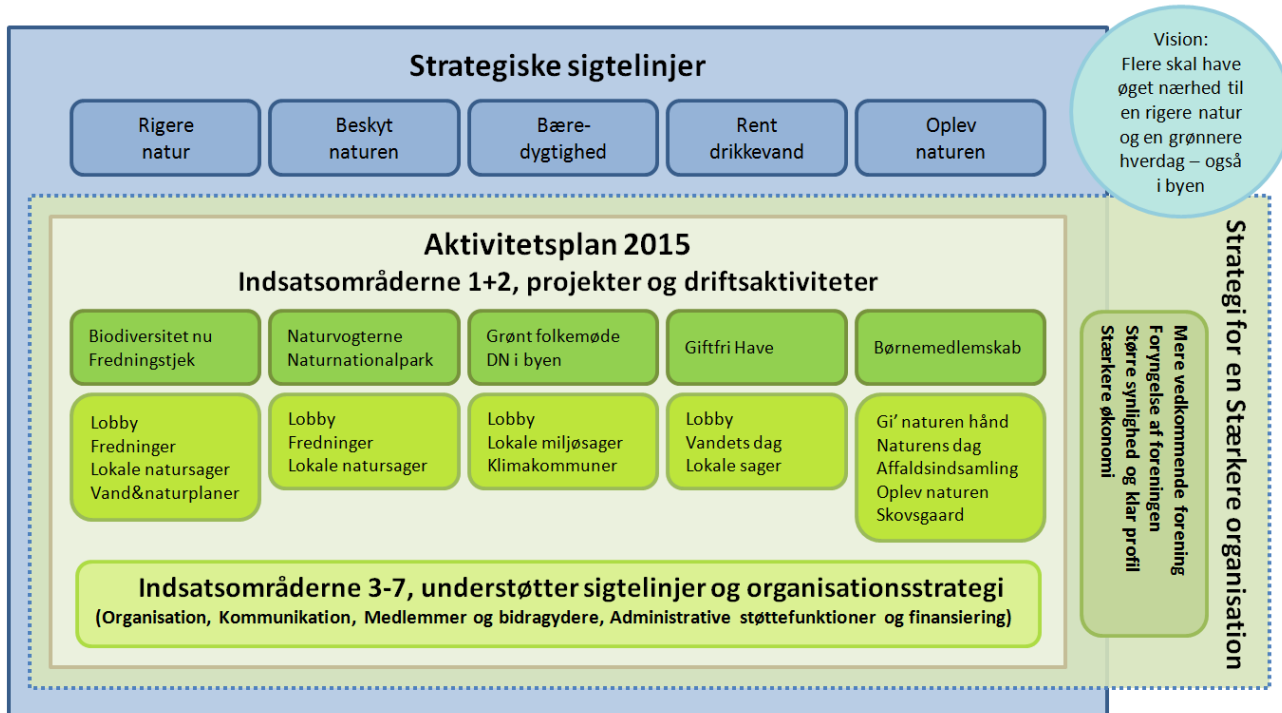 Strategiske sigtelinjer
Vision:
Flere skal have
øget nærhed til
en rigere natur
og en grønnere
hverdag – også
i byen
Rigere
natur
Beskyt
naturen
Bære-
dygtighed
Rent
drikkevand
Oplev
naturen
Aktivitetsplan 2015
Indsatsområderne 1+2, projekter og driftsaktiviteter
Biodiversitet nu
Fredningstjek
Naturvogterne
Naturnationalpark
Grønt folkemøde
DN i byen
Giftfri Have
Børnemedlemskab
Lobby
Fredninger
Lokale natursager
Vand&naturplaner
Lobby
Fredninger
Lokale natursager
Lobby
Lokale miljøsager
Klimakommuner
Lobby
Vandets dag
Lokale sager
Gi’ naturen hånd
Naturens dag
Affaldsindsamling
Oplev naturen
Skovsgaard
Indsatsområderne 3-7, understøtter sigtelinjer og organisationsstrategi
(Organisation, Kommunikation, Medlemmer og bidragydere, Administrative støttefunktioner og finansiering)
Strategi for en Stærkere organisation
Mere vedkommende forening
Foryngelse af foreningen
Større synlighed og klar profil
Stærkere økonomi